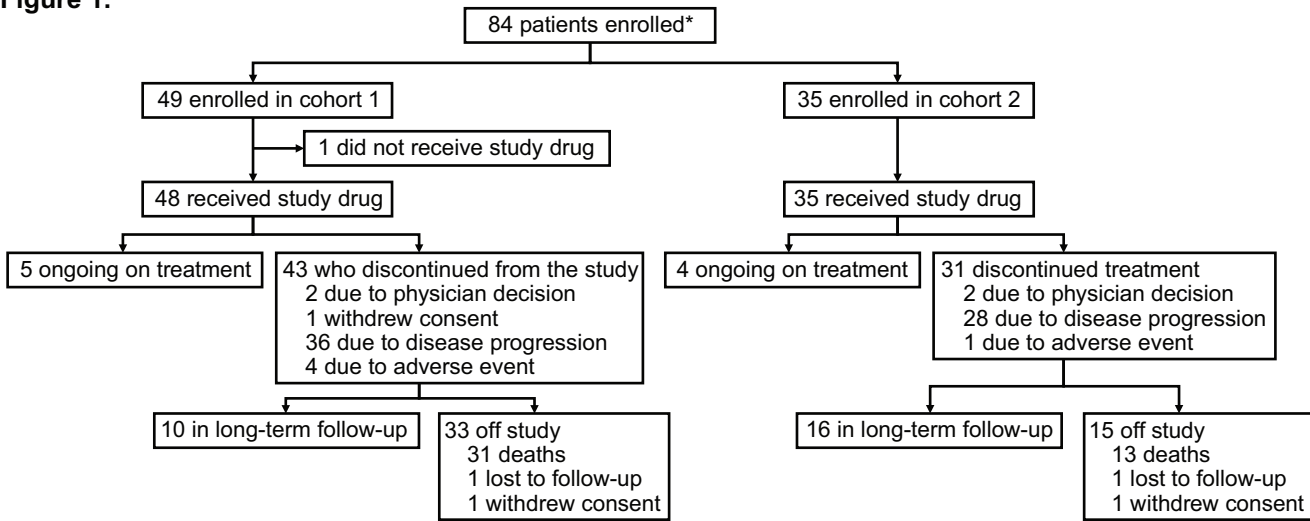 Figure 1.
84 patients enrolled*
49 enrolled in cohort 1
35 enrolled in cohort 2
1 did not receive study drug
48 received study drug
35 received study drug
5 ongoing on treatment
43 who discontinued from the study
2 due to physician decision
1 withdrew consent
36 due to disease progression
4 due to adverse event
4 ongoing on treatment
31 discontinued treatment
2 due to physician decision
28 due to disease progression
1 due to adverse event
10 in long-term follow-up
33 off study
31 deaths
1 lost to follow-up
1 withdrew consent
16 in long-term follow-up
15 off study
13 deaths
1 lost to follow-up
1 withdrew consent